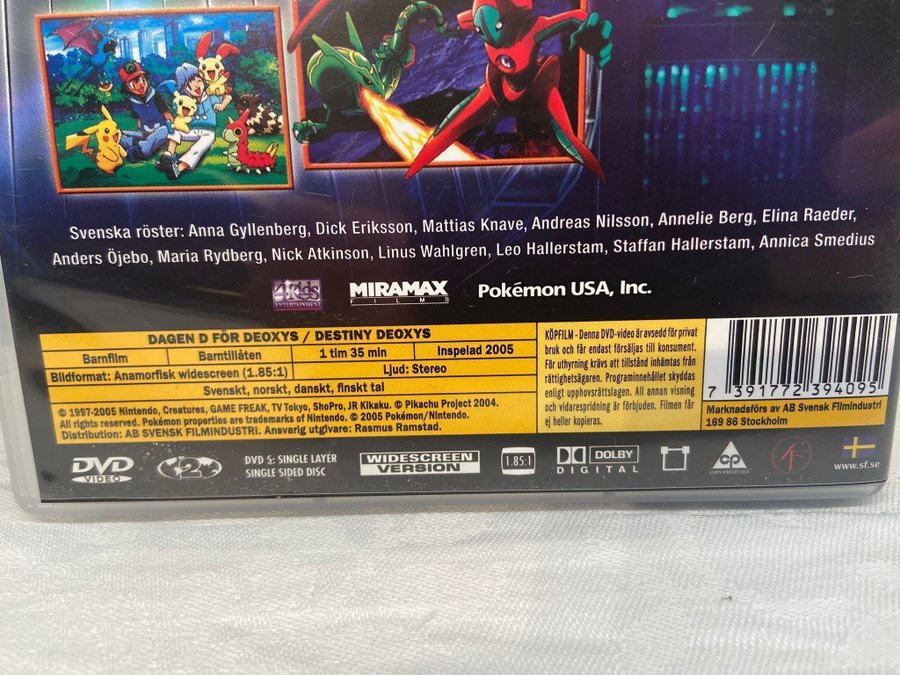 Svenska röster: Anna Gyllenberg, Dick Eriksson, Mattias Knave, Andreas Nilsson, Annelie Berg, Elina Raeder,
Anders Öjebo, Maria Rydberg, Nick Atkinson, Linus Wahlgren, Leo Hallerstam, Staffan Hallerstam, Annica Smedius
4Kids
ENTERTAINMENT
MIRAMAX
FILMS
Pokémon USA, Inc.
DAGEN D FÖR DEOXYS / DESTINY DEOXYS
Barnfilm Barntillåten 1 tim 35 min Inspelad 2005
Bildformat: Anamorfisk widescreen (1.85:1) Ljud: Stereo
Svenskt, norskt, danskt, finskt tal
© 1997-2005 Nintendo, Creatures, GAME FREAK, TV Tokyo, ShoPro, JR Kikaku. © Pikachu Project 2004.
All rights reserved. Pokémon properties are trademarks of Nintendo. © 2005 Pokémon/Nintendo.
Distribution: AB SVENSK FILMINDUSTRI. Ansvarig utgivare: Rasmus Ramstad.
KÖPFILM - Denna DVD-video är avsedd för privat
bruk och får endast försäljas till konsument.
För uthyrning krävs att tillstånd inhämtas från
rättighetsägaren. Programinnehållet skyddas
enligt upphovsrättslagen. All annan visning
och vidarespridning är förbjuden. Filmen får
ej heller kopieras.
7 391772 394095
Marknadsförs av AB Svensk Filmindustri
169 86 Stockholm
DVD
VIDEO
2
DVD 5: SINGLE LAYER
SINGLE SIDED DISC
WIDESCREEN
VERSION
1.85:1
DOLBY
DIGITAL
CP
COPY PROTECTED
SF
www.sf.se